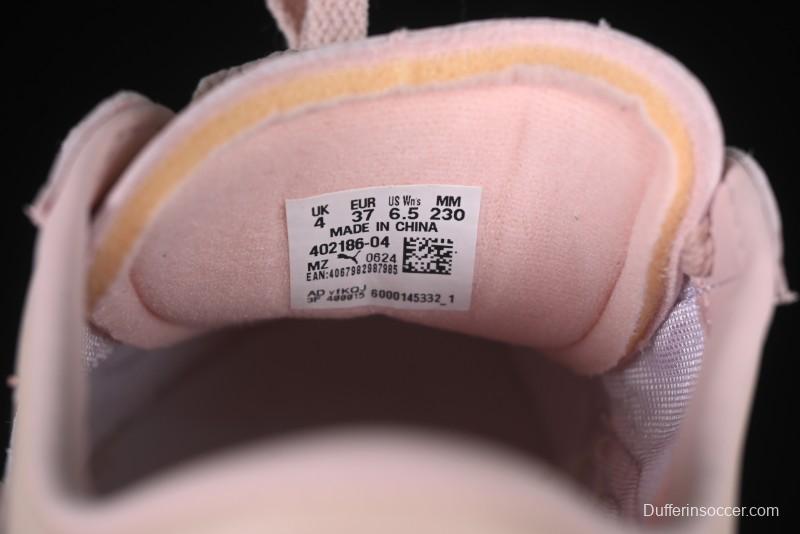 UK EUR US Wn's MM
4 37 6.5 230
MADE IN CHINA
402186-04
MZ 0624
EAN:4067982987985
6000145332_1
Dufferinsoccer.com